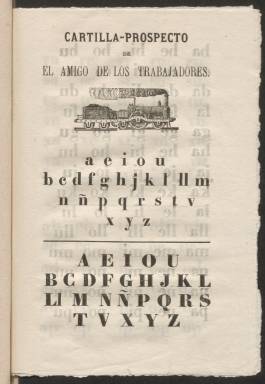 CARTILLA-PROSPECTO
DE
EL AMIGO DE LOS TRABAJADORES.
a e i o u
b c d f g h j k l ll m
n ñ p q r s t v
x y z
A E I O U
B C D F G H J K L
Ll M N Ñ P Q R S
T V X Y Z